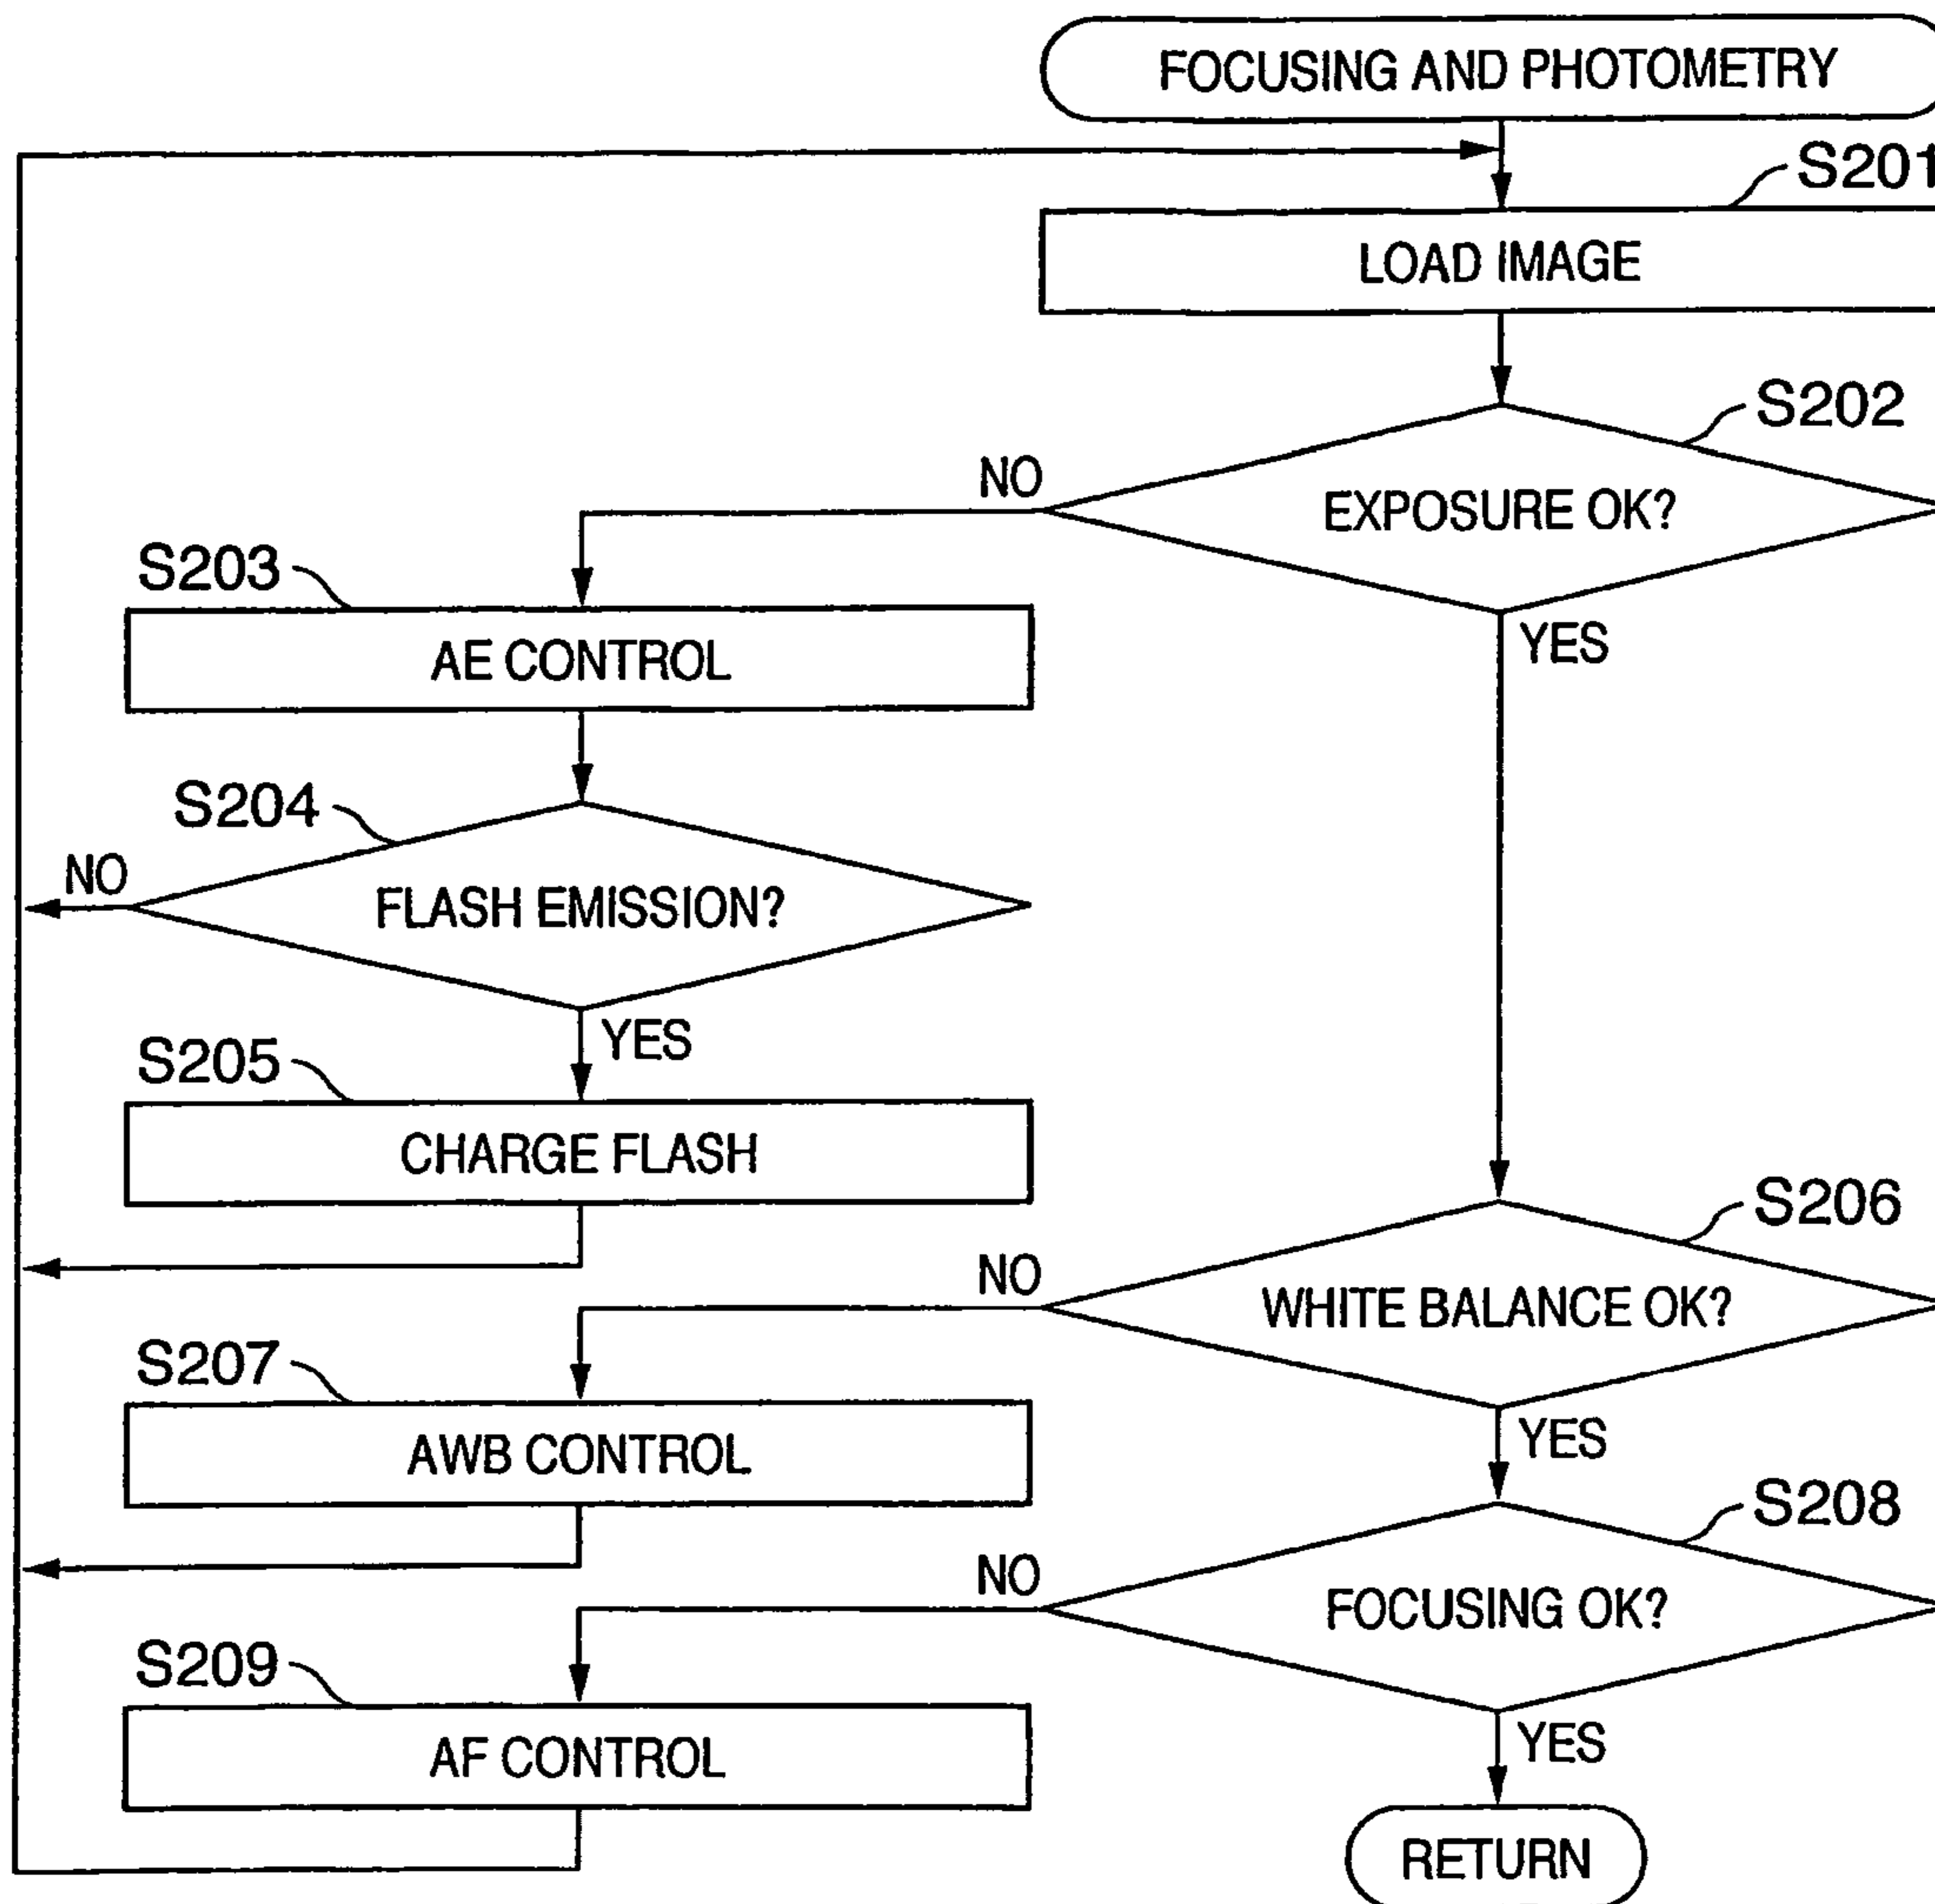 FOCUSING AND PHOTOMETRY
S201
LOAD IMAGE
S202
NO
EXPOSURE OK?
YES
S203
AE CONTROL
S204
NO
FLASH EMISSION?
YES
S205
CHARGE FLASH
S206
NO
WHITE BALANCE OK?
YES
S207
AWB CONTROL
S208
NO
FOCUSING OK?
YES
S209
AF CONTROL
RETURN